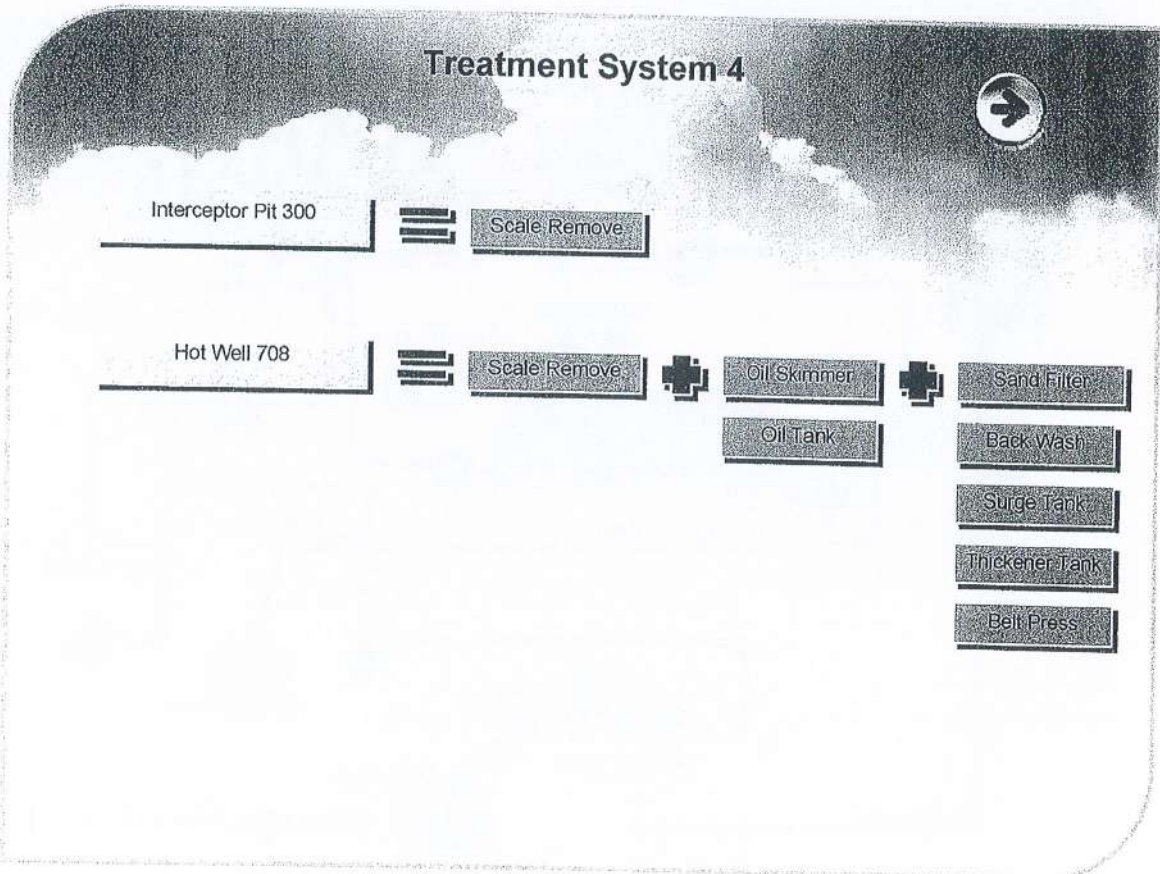 Treatment System 4
Interceptor Pit 300
Scale Remove
Hot Well 708
Scale Remove
Oil Skimmer
Sand Filter
Oil Tank
Back Wash
Surge Tank
Thickener Tank
Belt Press